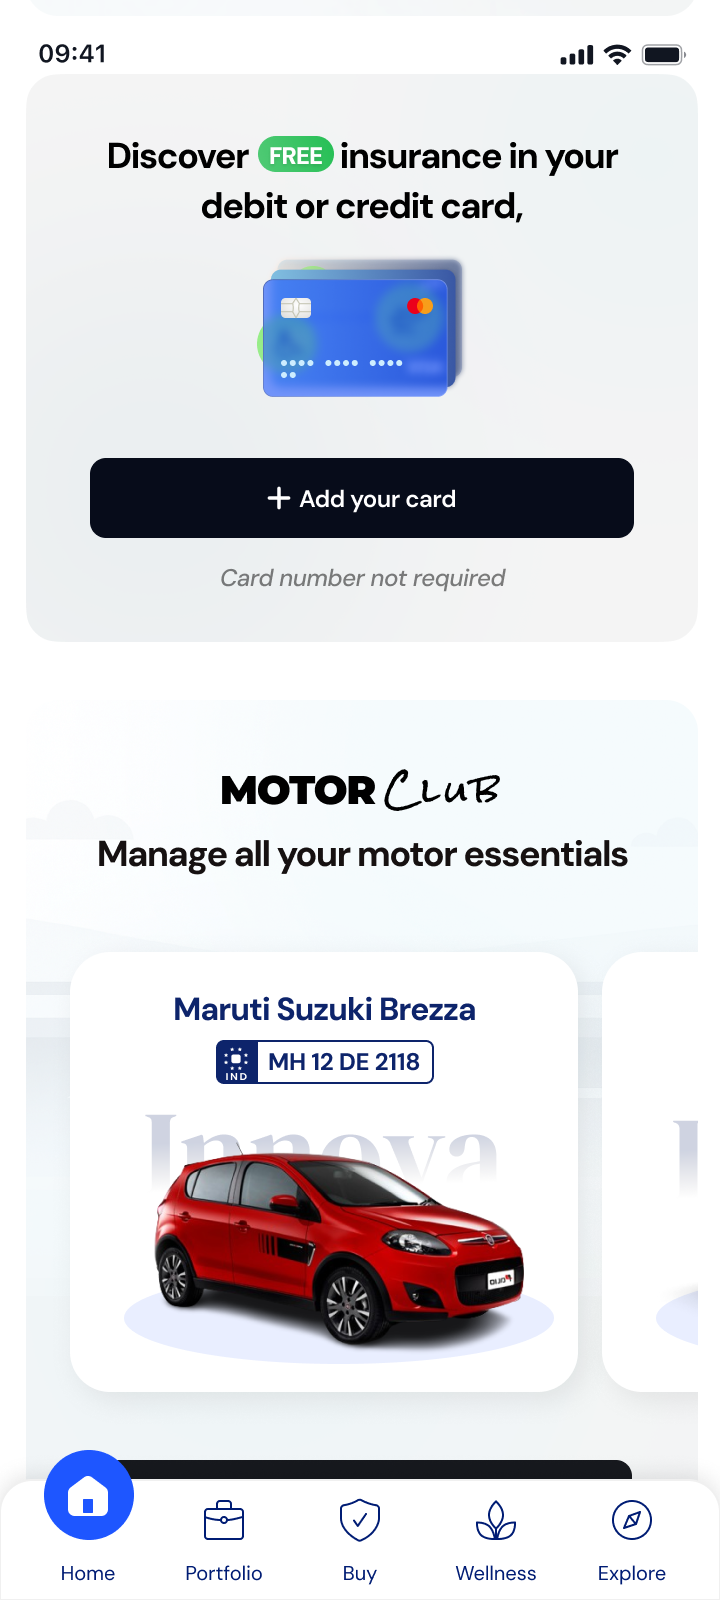 09:41
Discover FREE insurance in your
debit or credit card,
+ Add your card
Card number not required
MOTOR Club
Manage all your motor essentials
Maruti Suzuki Brezza
IND MH 12 DE 2118
Innova
Home
Portfolio
Buy
Wellness
Explore